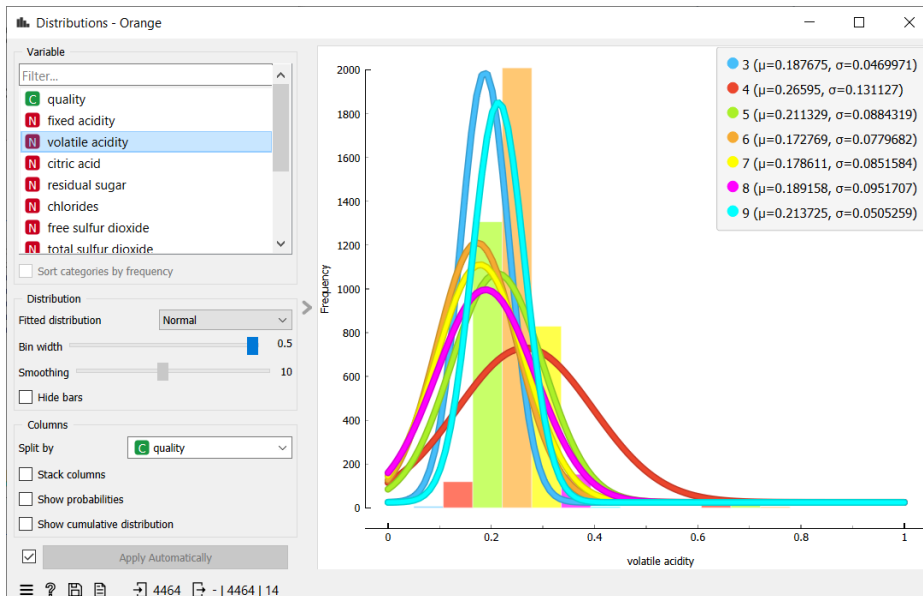 Distributions - Orange
Variable
Filter...
C quality
N fixed acidity
N volatile acidity
N citric acid
N residual sugar
N chlorides
N free sulfur dioxide
N total sulfur dioxide
Sort categories by frequency
Distribution
Fitted distribution Normal
Bin width 0.5
Smoothing 10
Hide bars
Columns
Split by C quality
Stack columns
Show probabilities
Show cumulative distribution
Apply Automatically
? 4464 - | 4464 | 14
Frequency
2000
1800
1600
1400
1200
1000
800
600
400
200
0
0 0.2 0.4 0.6 0.8 1
volatile acidity
3 (μ=0.187675, σ=0.0469971)
4 (μ=0.26595, σ=0.131127)
5 (μ=0.211329, σ=0.0884319)
6 (μ=0.172769, σ=0.0779682)
7 (μ=0.178611, σ=0.0851584)
8 (μ=0.189158, σ=0.0951707)
9 (μ=0.213725, σ=0.0505259)